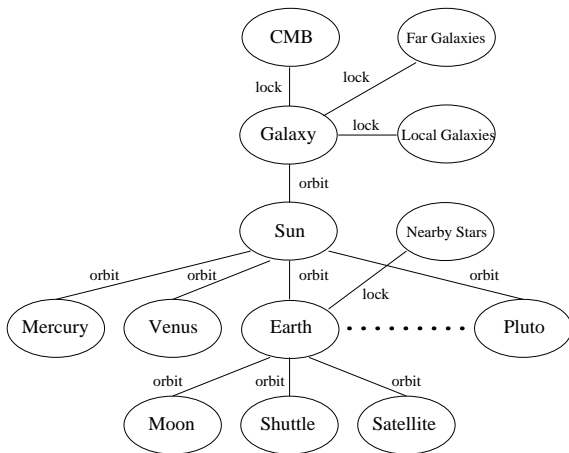 CMB
Far Galaxies
lock
lock
Galaxy
lock
Local Galaxies
orbit
Sun
Nearby Stars
orbit
orbit
orbit
orbit
lock
Mercury
Venus
Earth
Pluto
orbit
orbit
orbit
Moon
Shuttle
Satellite